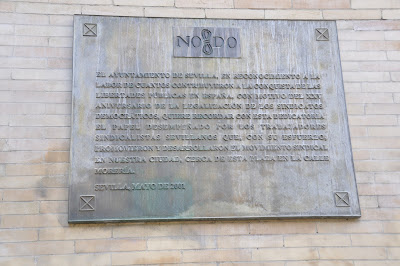 NO8DO
EL AYUNTAMIENTO DE SEVILLA, EN RECONOCIMIENTO A LA
LABOR DE CUANTOS CONTRIBUYERON A LA CONQUISTA DE LAS
LIBERTADES PÚBLICAS EN ESPAÑA, CON MOTIVO DEL XXV
ANIVERSARIO DE LA LEGALIZACIÓN DE LOS SINDICATOS
DEMOCRÁTICOS, QUIERE RECORDAR CON ESTA DEDICATORIA
EL PAPEL DESEMPEÑADO POR LOS TRABAJADORES
SINDICALISTAS SEVILLANOS QUE, CON SU ESFUERZO,
PROMOVIERON Y DESARROLLARON EL MOVIMIENTO SINDICAL
EN NUESTRA CIUDAD, CERCA DE ESTA PLAZA EN LA CALLE
MORERÍA.
SEVILLA, MAYO DE